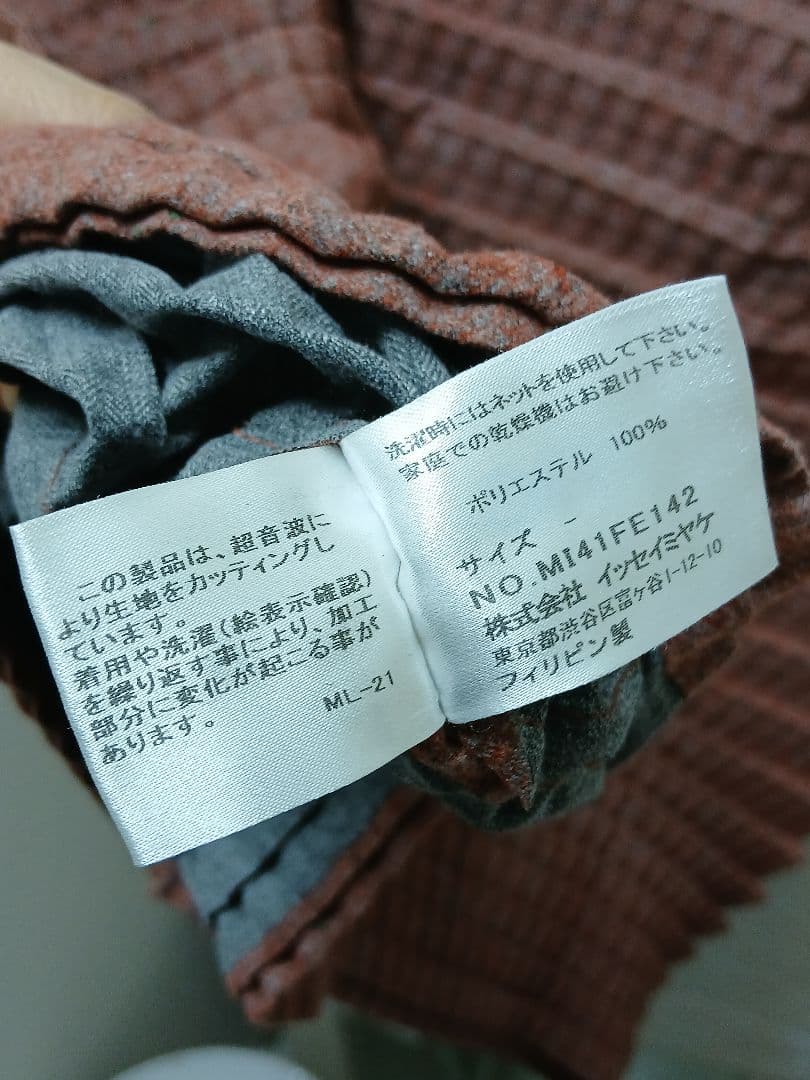 この製品は、超音波に
より生地をカッティングし
ています。
着用や洗濯(絵表示確認)
を繰り返す事により、加工
部分に変化が起こる事が
あります。
ML-21
洗濯時にはネットを使用して下さい。
家庭での乾燥機はお避け下さい。
ポリエステル 100%
サイズ -
NO.MI41FE142
株式会社 イッセイミヤケ
東京都渋谷区富ケ谷1-12-10
フィリピン製